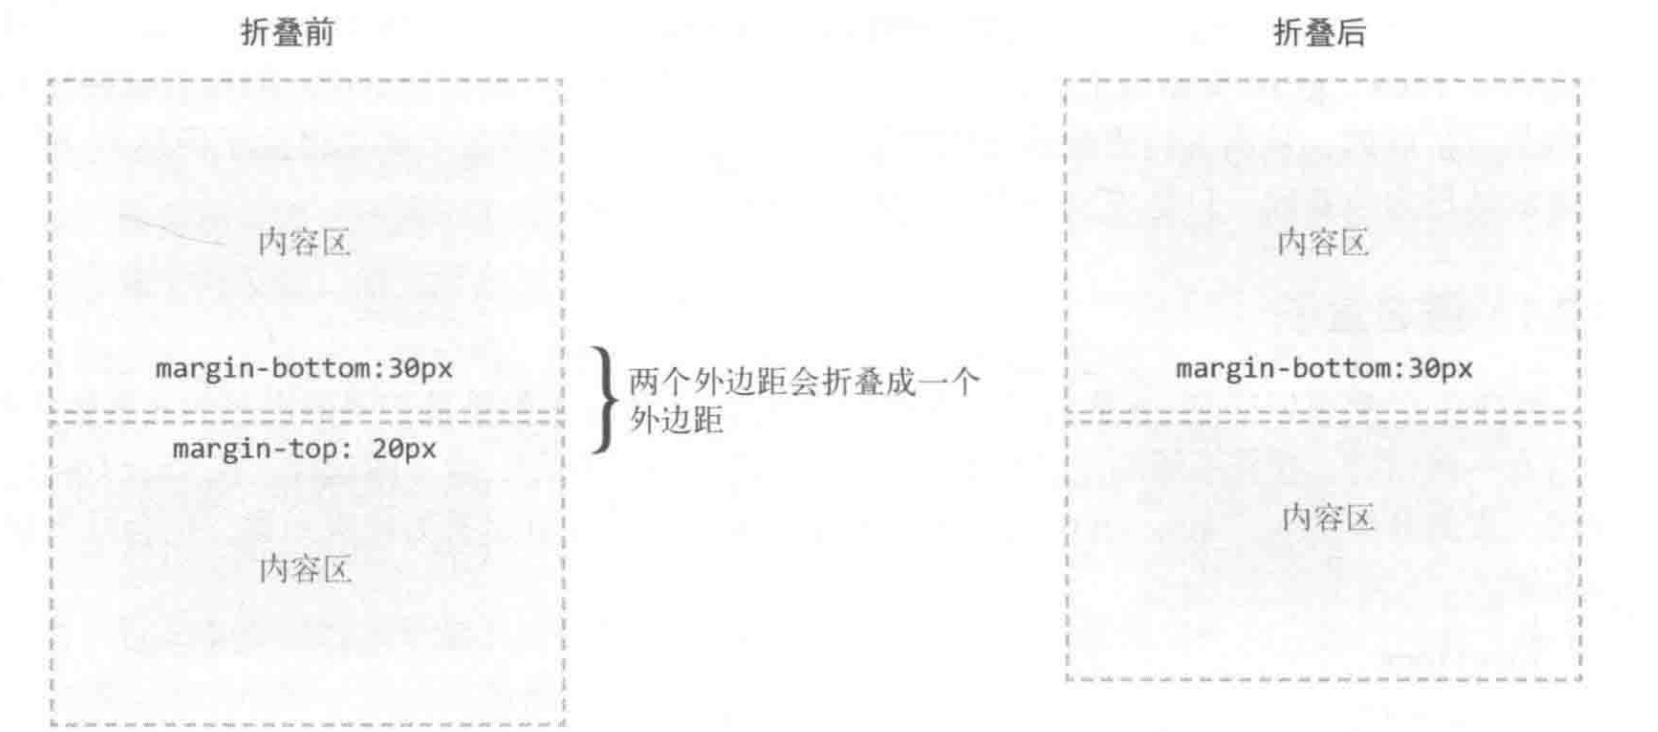 折叠前
折叠后
内容区
margin-bottom:30px
margin-top: 20px
内容区
两个外边距会折叠成一个
外边距
内容区
margin-bottom:30px
内容区